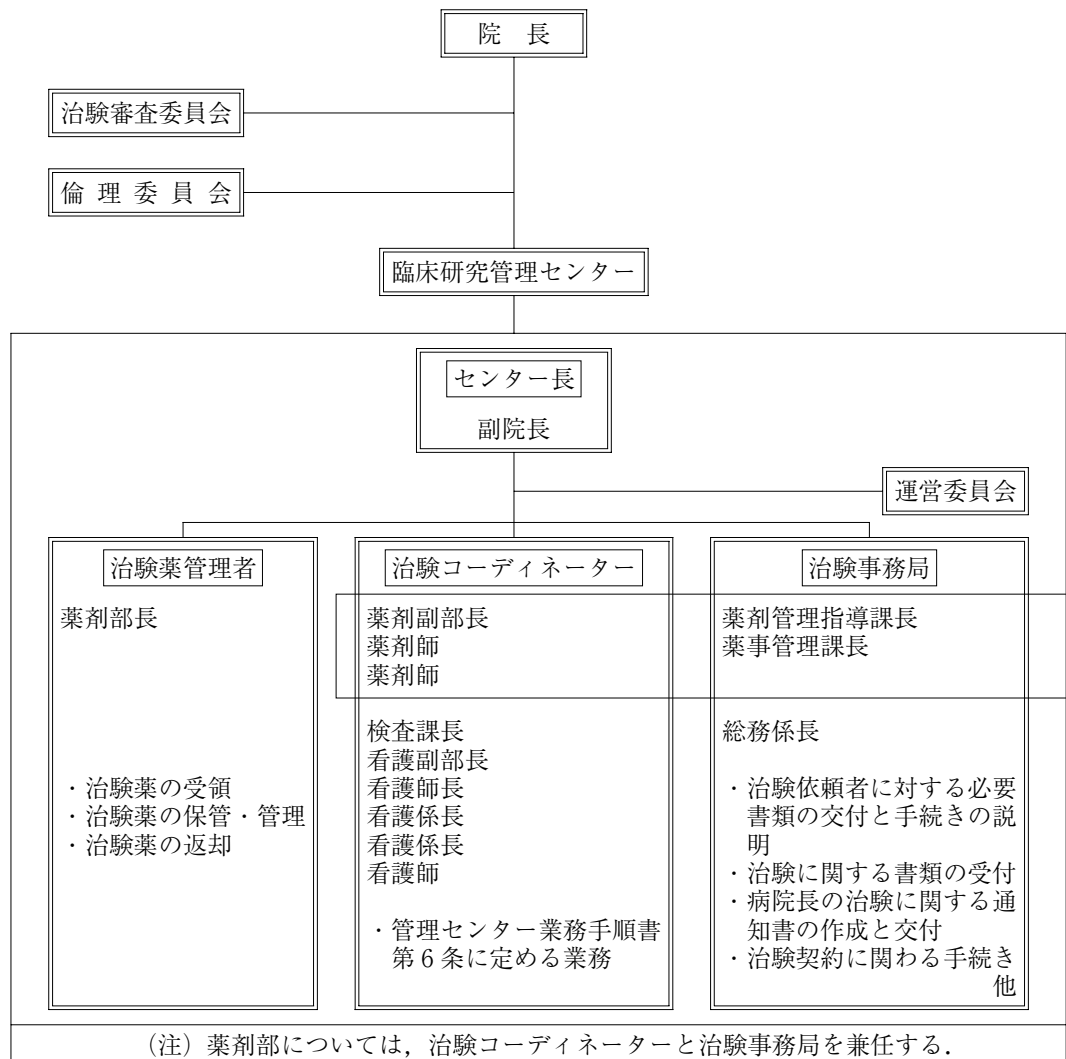 院　長
治験審査委員会
倫 理 委 員 会
臨床研究管理センター
センター長
副院長
運営委員会
治験薬管理者
薬剤部長
・治験薬の受領
・治験薬の保管・管理
・治験薬の返却
治験コーディネーター
薬剤副部長
薬剤師
薬剤師
検査課長
看護副部長
看護師長
看護係長
看護係長
看護師
・管理センター業務手順書
第６条に定める業務
治験事務局
薬剤管理指導課長
薬事管理課長
総務係長
・治験依頼者に対する必要
書類の交付と手続きの説
明
・治験に関する書類の受付
・病院長の治験に関する通
知書の作成と交付
・治験契約に関わる手続き
他
（注）薬剤部については，治験コーディネーターと治験事務局を兼任する．